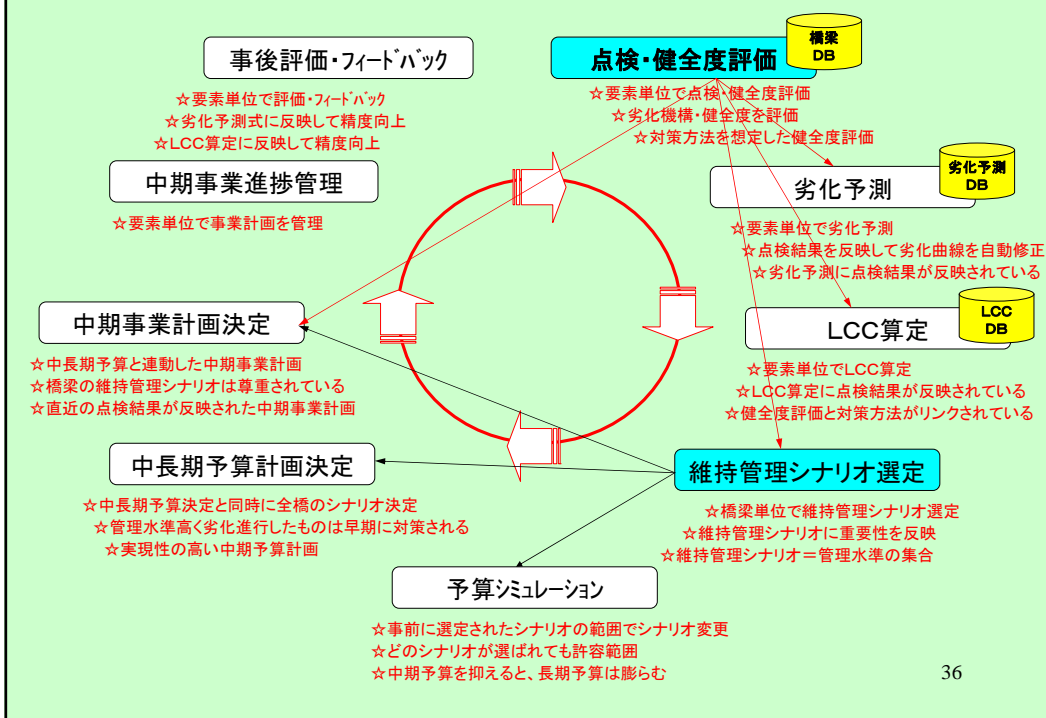 事後評価・フィードバック
☆要素単位で評価・フィードバック
☆劣化予測式に反映して精度向上
☆LCC算定に反映して精度向上
点検・健全度評価
橋梁
DB
☆要素単位で点検・健全度評価
☆劣化機構・健全度を評価
☆対策方法を想定した健全度評価
劣化予測
劣化予測
DB
☆要素単位で劣化予測
☆点検結果を反映して劣化曲線を自動修正
☆劣化予測に点検結果が反映されている
LCC算定
LCC
DB
☆要素単位でLCC算定
☆LCC算定に点検結果が反映されている
☆健全度評価と対策方法がリンクされている
維持管理シナリオ選定
☆橋梁単位で維持管理シナリオ選定
☆維持管理シナリオに重要性を反映
☆維持管理シナリオ=管理水準の集合
予算シミュレーション
☆事前に選定されたシナリオの範囲でシナリオ変更
☆どのシナリオが選ばれても許容範囲
☆中期予算を抑えると、長期予算は膨らむ
中長期予算計画決定
☆中長期予算決定と同時に全橋のシナリオ決定
☆管理水準高く劣化進行したものは早期に対策される
☆実現性の高い中期予算計画
中期事業計画決定
☆中長期予算と連動した中期事業計画
☆橋梁の維持管理シナリオは尊重されている
☆直近の点検結果が反映された中期事業計画
中期事業進捗管理
☆要素単位で事業計画を管理
36